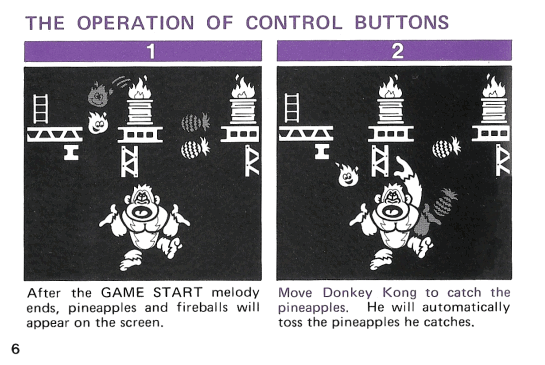 THE OPERATION OF CONTROL BUTTONS
1
After the GAME START melody
ends, pineapples and fireballs will
appear on the screen.
2
Move Donkey Kong to catch the
pineapples. He will automatically
toss the pineapples he catches.
6